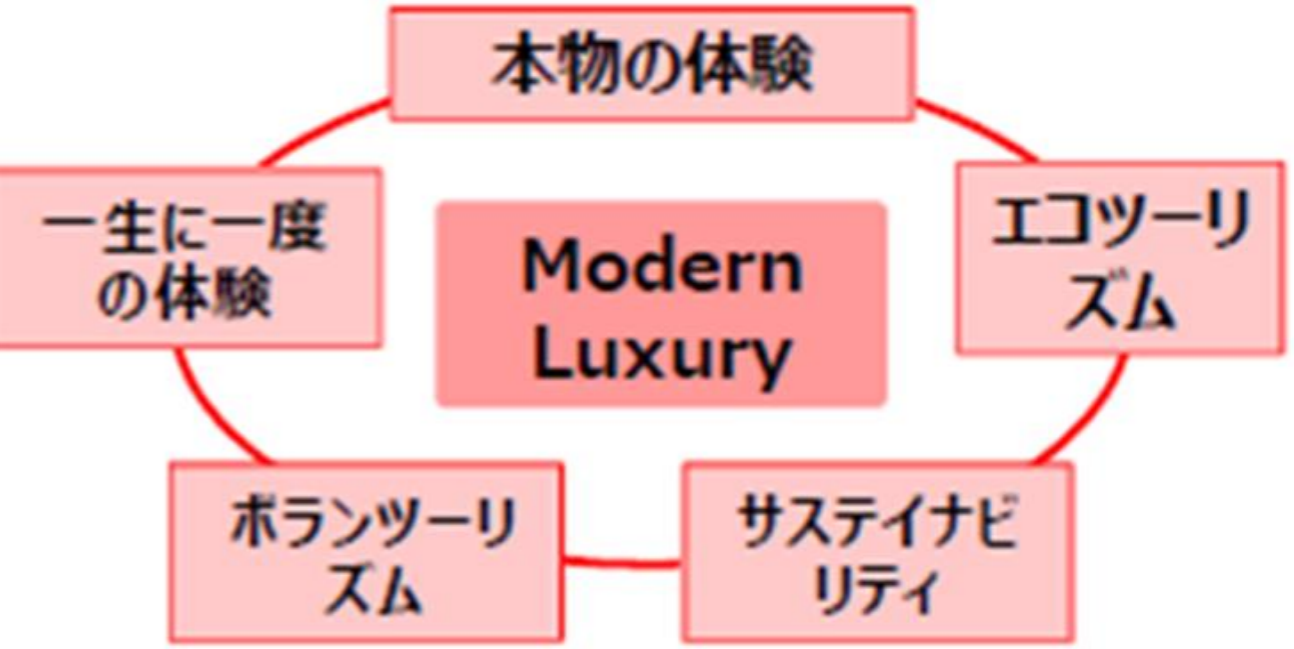 本物の体験
一生に一度
の体験
Modern
Luxury
エコツーリ
ズム
ボランツーリ
ズム
サステイナビ
リティ